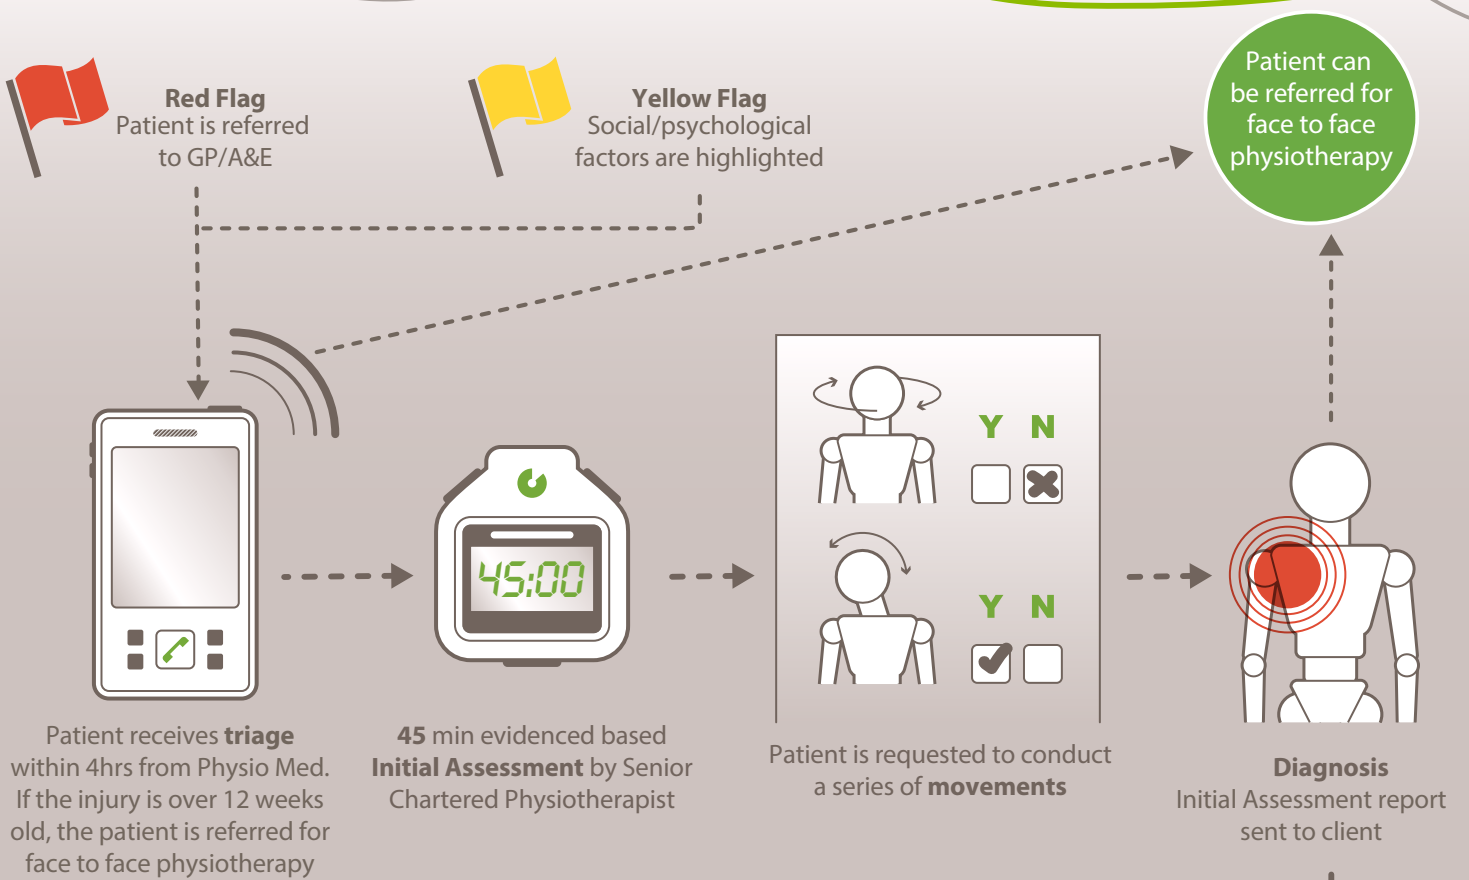 Red Flag
Patient is referred
to GP/A&E
Yellow Flag
Social/psychological
factors are highlighted
Patient can
be referred for
face to face
physiotherapy
Y N
45:00
Y N
Patient receives triage
within 4hrs from Physio Med.
If the injury is over 12 weeks
old, the patient is referred for
face to face physiotherapy
45 min evidenced based
Initial Assessment by Senior
Chartered Physiotherapist
Patient is requested to conduct
a series of movements
Diagnosis
Initial Assessment report
sent to client